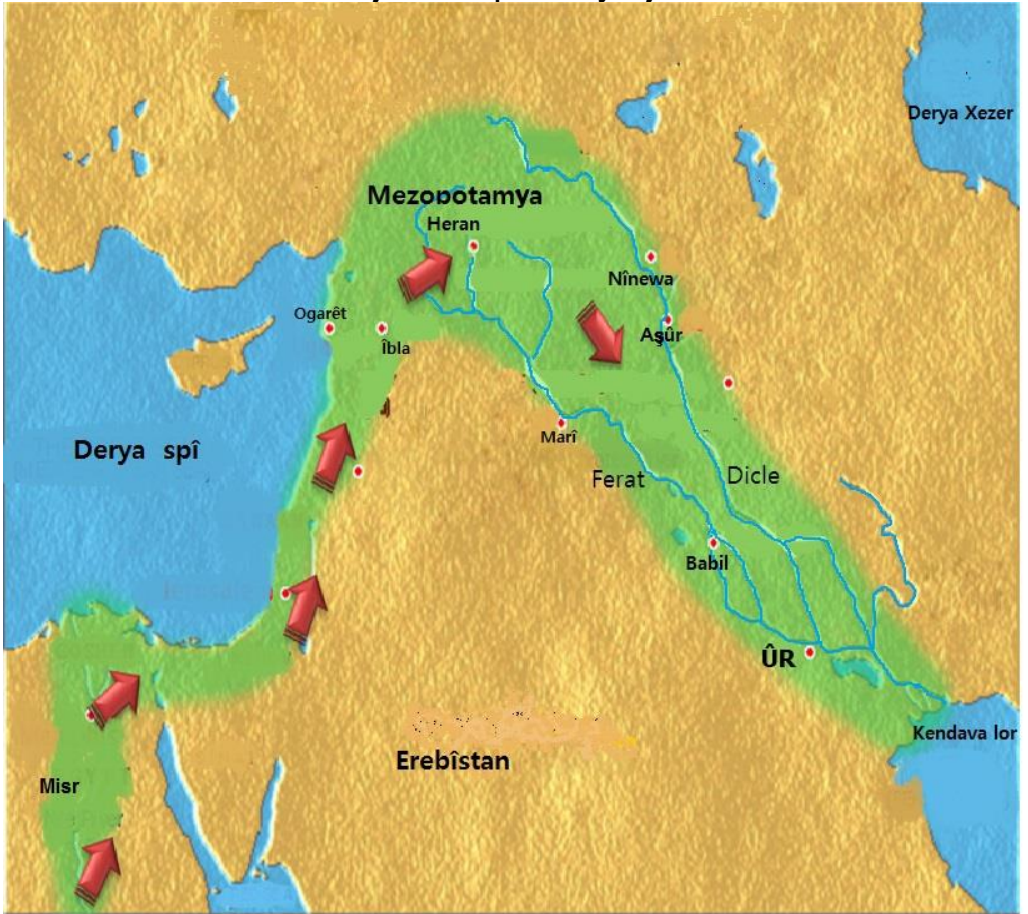 Derya Xezer
Mezopotamya
Heran
Nînewa
Ogarêt
Aşûr
Îbla
Marî
Derya spî
Ferat
Dicle
Babil
ÛR
Kendava lor
Erebîstan
Misr